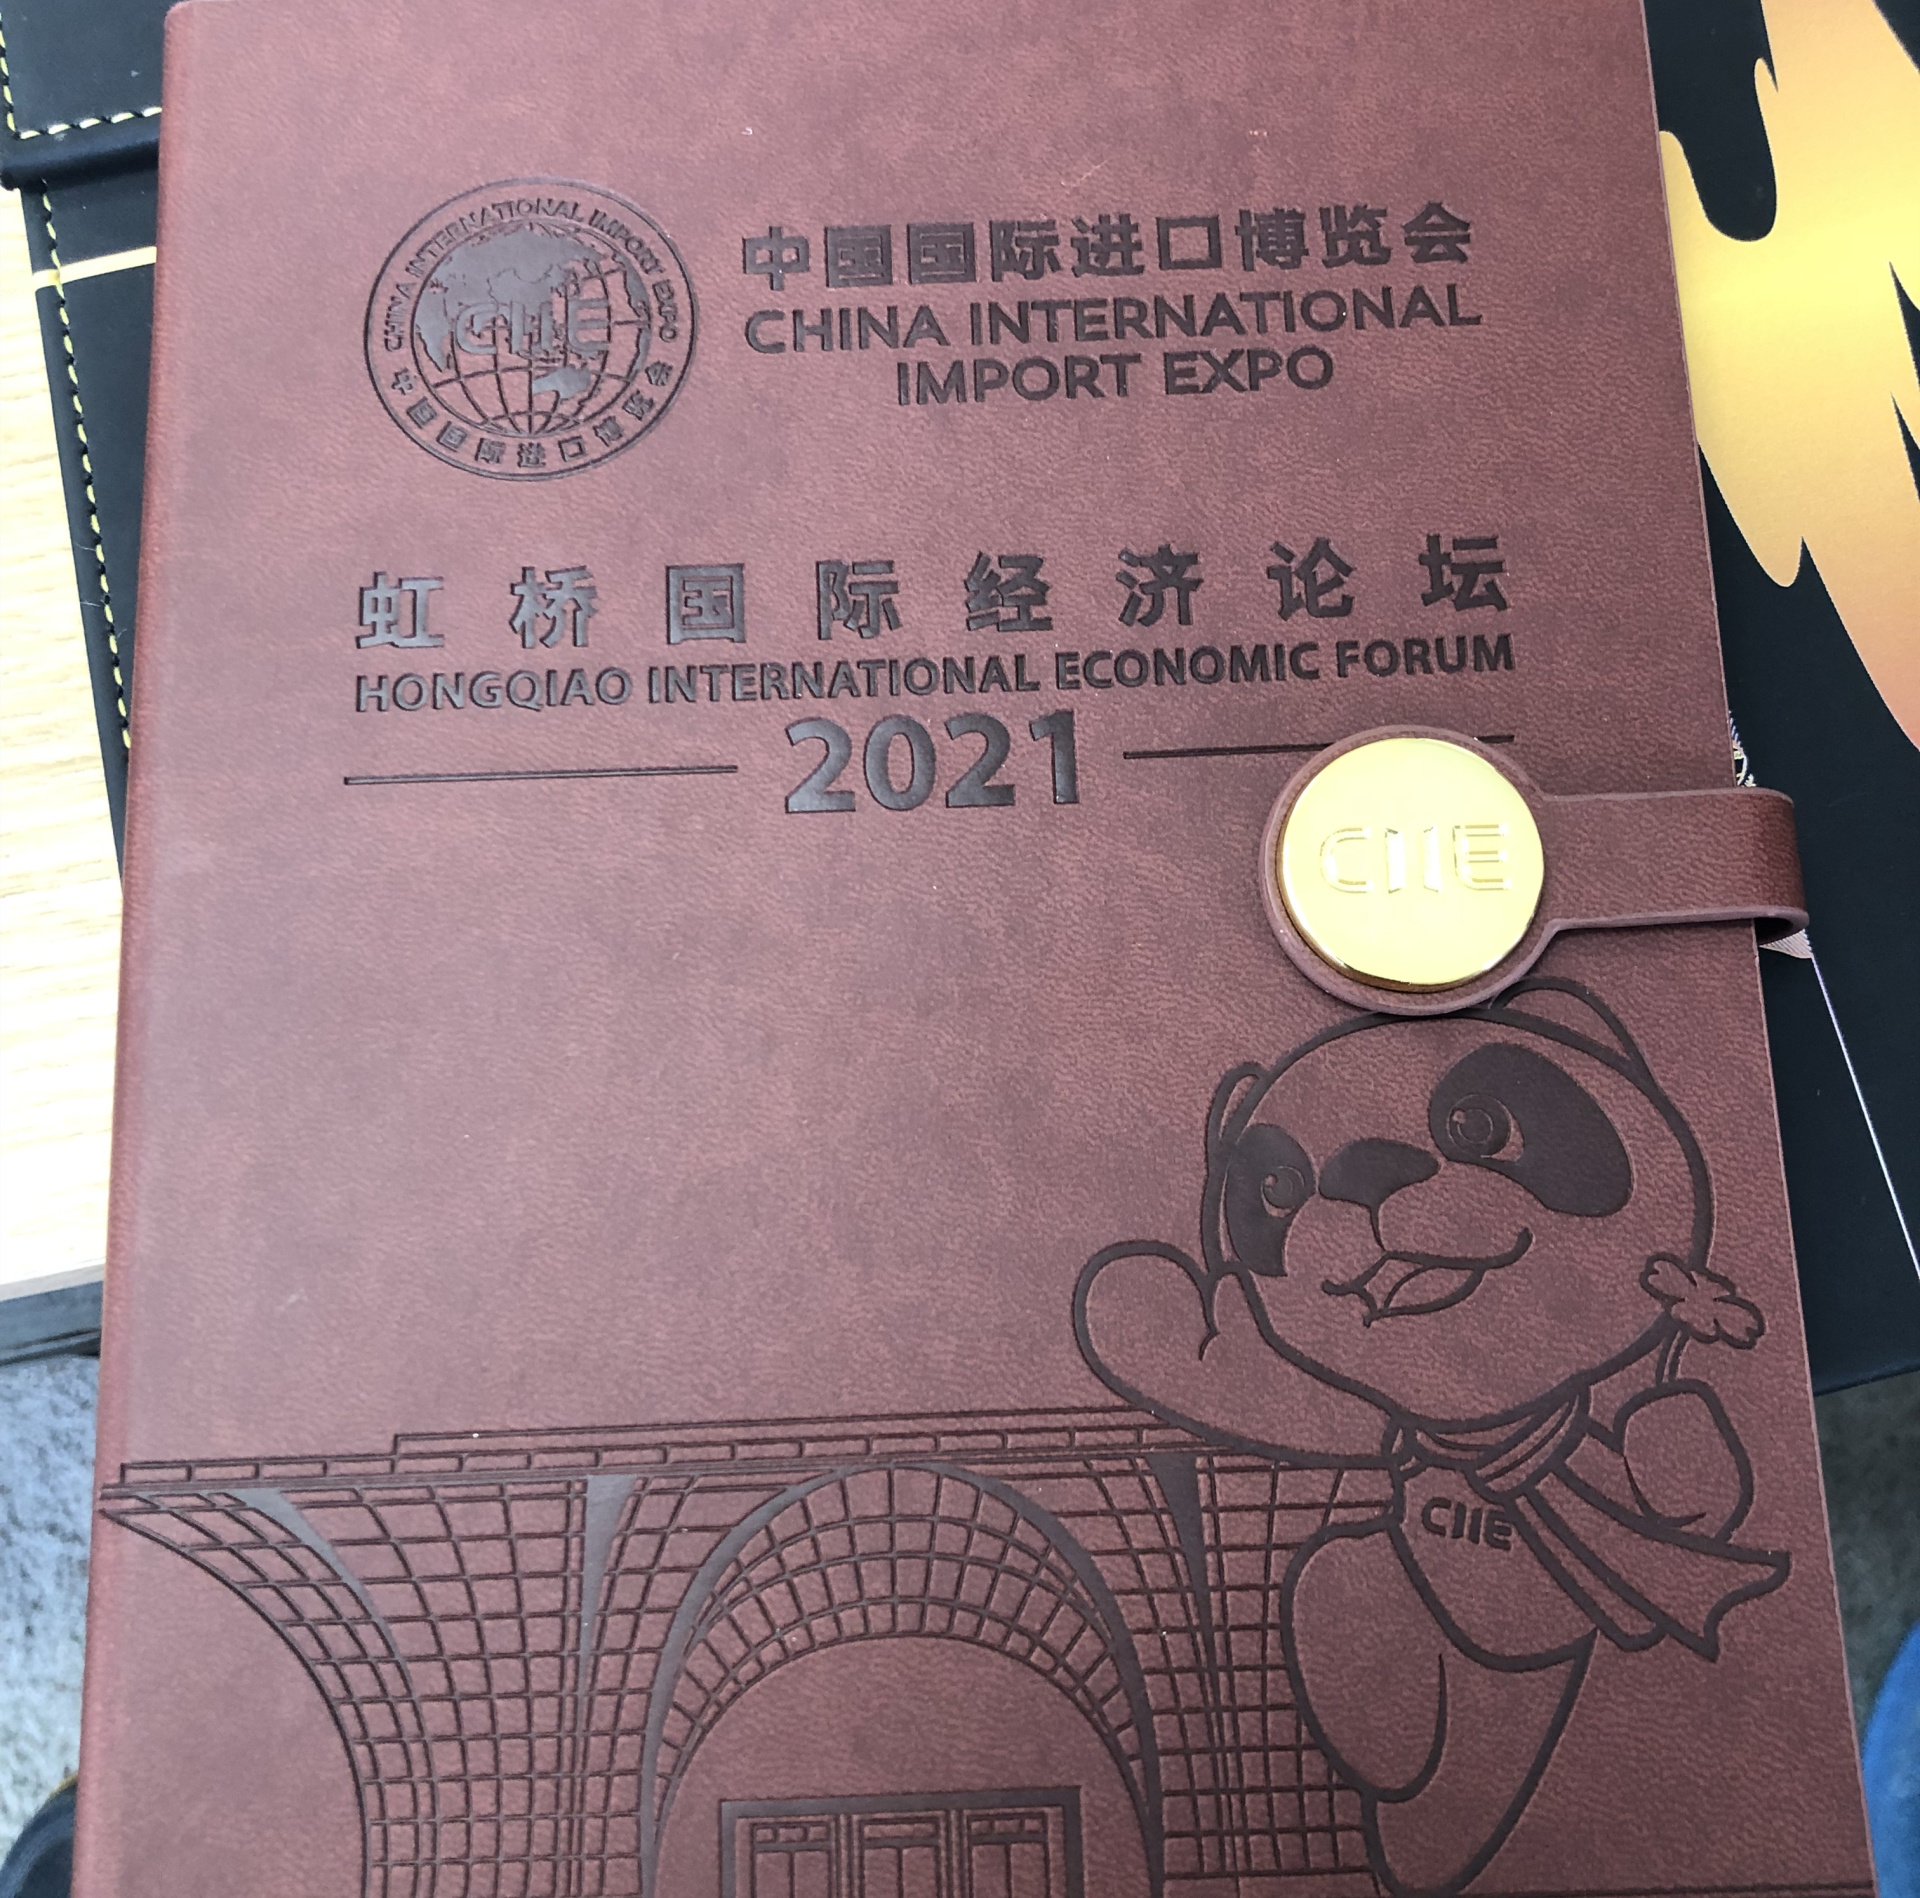 CHINA INTERNATIONAL IMPORT EXPO
CIIE
中国国际进口博览会
中国国际进口博览会
CHINA INTERNATIONAL
IMPORT EXPO
虹桥国际经济论坛
HONGQIAO INTERNATIONAL ECONOMIC FORUM
2021
CIIE
CIIE